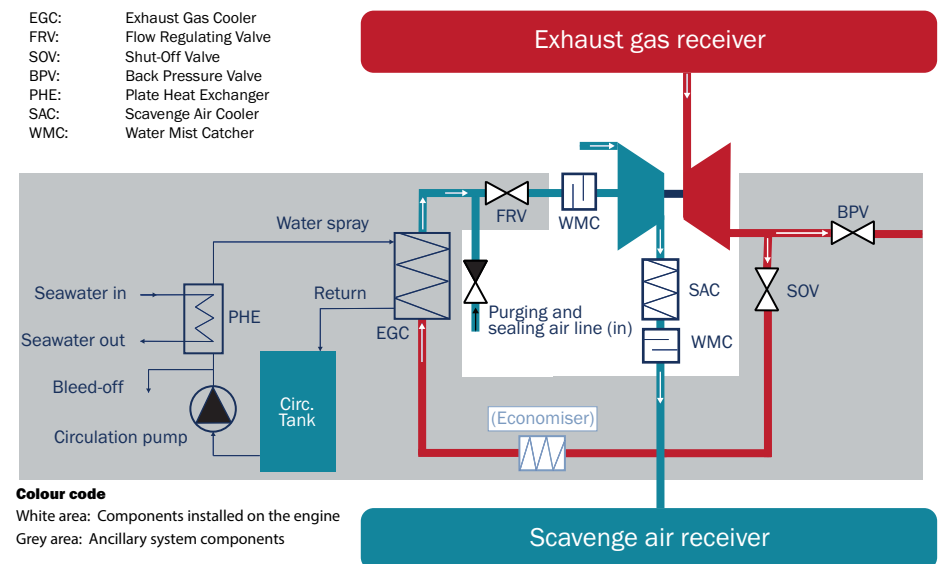 EGC: Exhaust Gas Cooler
FRV: Flow Regulating Valve
SOV: Shut-Off Valve
BPV: Back Pressure Valve
PHE: Plate Heat Exchanger
SAC: Scavenge Air Cooler
WMC: Water Mist Catcher
Exhaust gas receiver
FRV
WMC
BPV
Water spray
Seawater in
Return
SAC
SOV
PHE
EGC
Purging and
sealing air line (in)
Seawater out
WMC
Bleed-off
Circ.
Tank
(Economiser)
Circulation pump
Colour code
White area: Components installed on the engine
Grey area: Ancillary system components
Scavenge air receiver